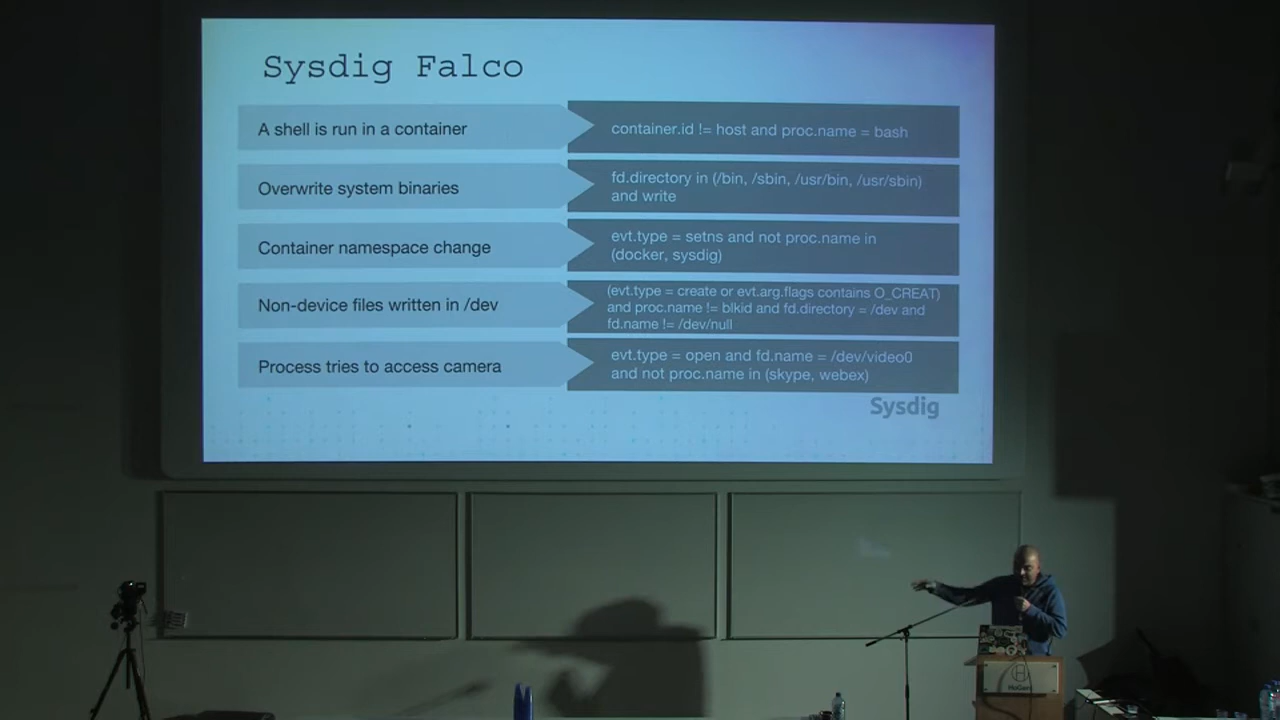 Sysdig Falco
A shell is run in a container
container.id != host and proc.name = bash
Overwrite system binaries
fd.directory in (/bin, /sbin, /usr/bin, /usr/sbin)
and write
Container namespace change
evt.type = setns and not proc.name in
(docker, sysdig)
Non-device files written in /dev
(evt.type = create or evt.arg.flags contains O_CREAT)
and proc.name != blkid and fd.directory = /dev and
fd.name != /dev/null
Process tries to access camera
evt.type = open and fd.name = /dev/video0
and not proc.name in (skype, webex)
Sysdig